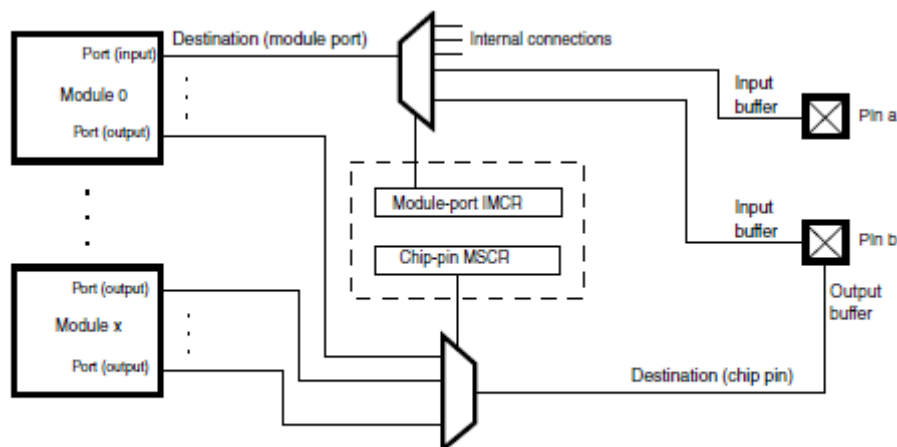 Port (input)
Destination (module port)
Internal connections
Module 0
Port (output)
Input
buffer
Pin a
Module-port IMCR
Chip-pin MSCR
Input
buffer
Pin b
Port (output)
Module x
Port (output)
Output
buffer
Destination (chip pin)